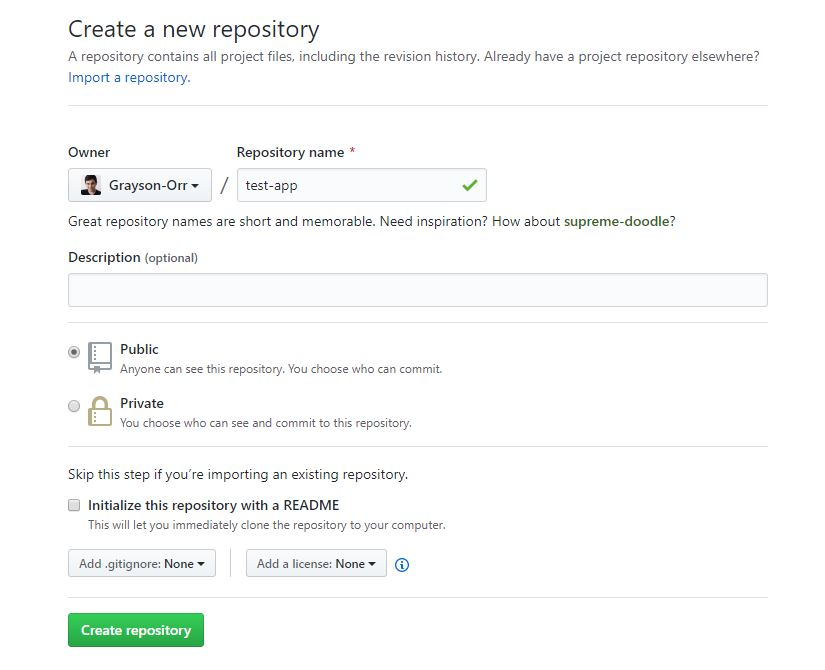 Create a new repository
A repository contains all project files, including the revision history. Already have a project repository elsewhere?
Import a repository.
Owner
Repository name *
Grayson-Orr
/
test-app
Great repository names are short and memorable. Need inspiration? How about supreme-doodle?
Description (optional)
Public
Anyone can see this repository. You choose who can commit.
Private
You choose who can see and commit to this repository.
Skip this step if you’re importing an existing repository.
Initialize this repository with a README
This will let you immediately clone the repository to your computer.
Add .gitignore: None
Add a license: None
Create repository